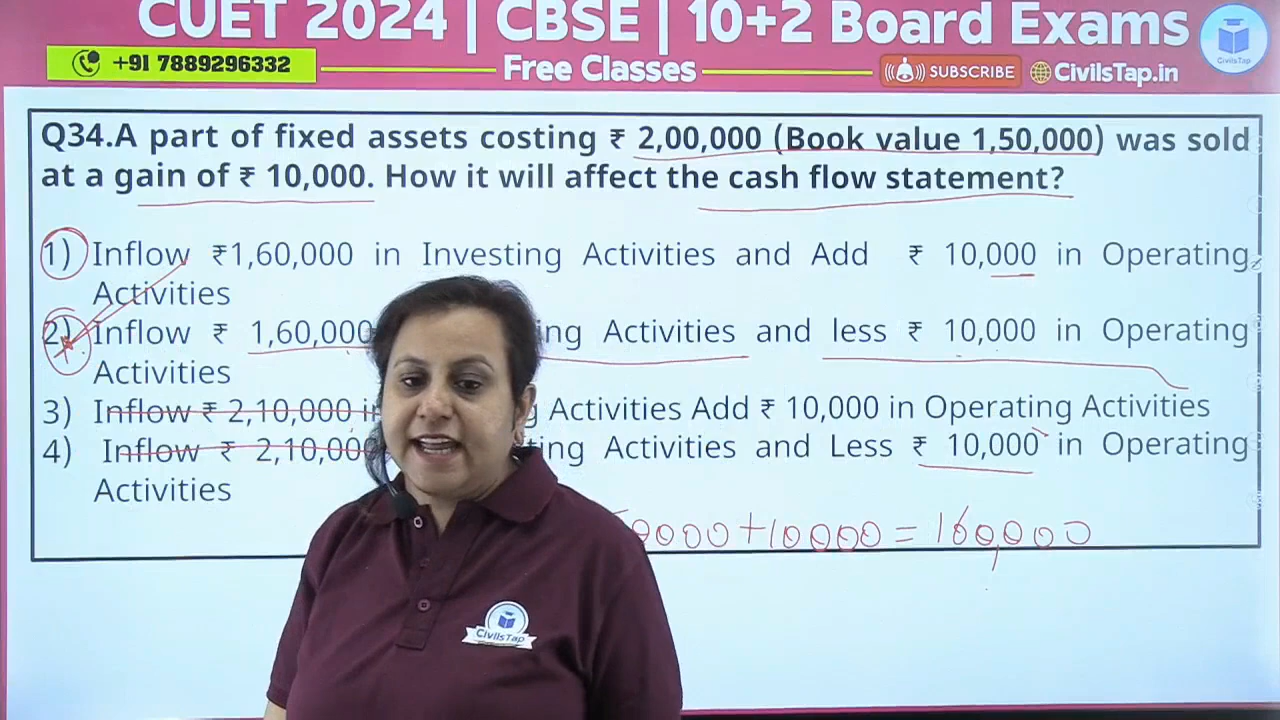 CUET 2024 | CBSE | 10+2 Board Exams
+91 7889296332
Free Classes
SUBSCRIBE
CivilsTap.in
CivilsTap
Q34.A part of fixed assets costing ₹ 2,00,000 (Book value 1,50,000) was sold
at a gain of ₹ 10,000. How it will affect the cash flow statement?
1) Inflow ₹1,60,000 in Investing Activities and Add ₹ 10,000 in Operating
Activities
2) Inflow ₹ 1,60,000 ing Activities and less ₹ 10,000 in Operating
Activities
3) Inflow ₹ 2,10,000 in g Activities Add ₹ 10,000 in Operating Activities
4) Inflow ₹ 2,10,000 ting Activities and Less ₹ 10,000 in Operating
Activities
0000 + 10000 = 160,000
CivilsTap